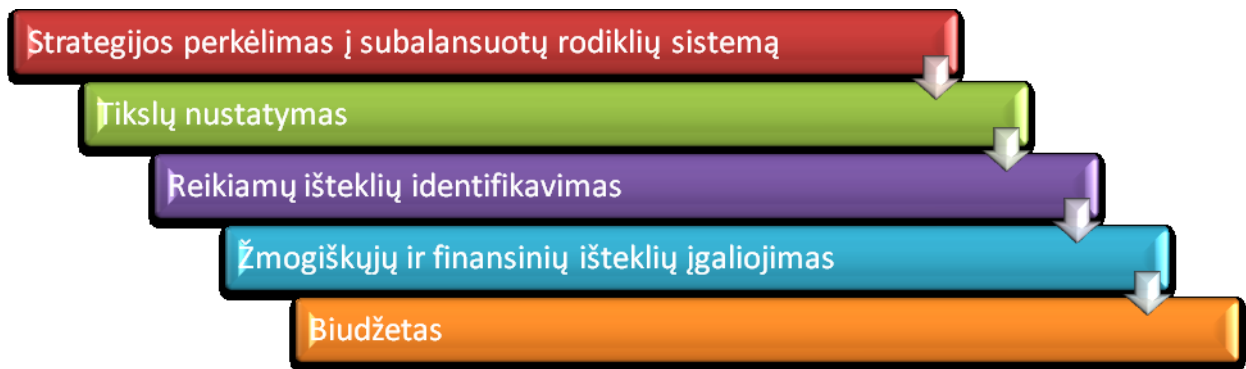 Strategijos perkėlimas į subalansuotų rodiklių sistemą
Tikslų nustatymas
Reikiamų išteklių identifikavimas
Žmogiškųjų ir finansinių išteklių įgaliojimas
Biudžetas